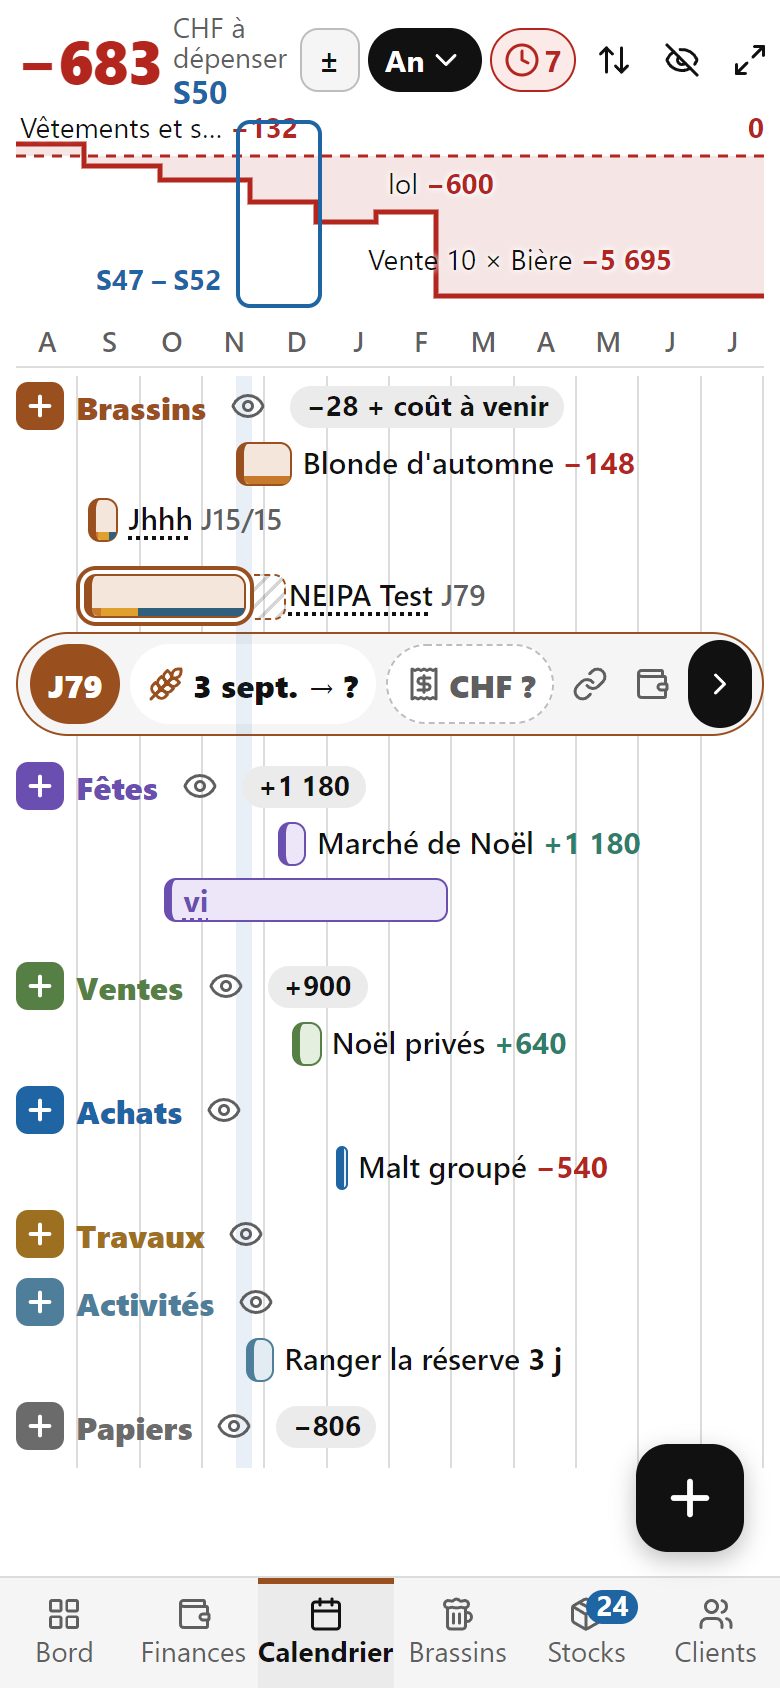 −683 CHF à dépenser S50 ± An 7
Vêtements et s... −132 0
lol −600
Vente 10 × Bière −5 695
S47 – S52
A S O N D J F M A M J J
Brassins −28 + coût à venir
Blonde d'automne −148
Jhhh J15/15
NEIPA Test J79
J79 3 sept. → ? CHF ?
Fêtes +1 180
Marché de Noël +1 180
vi
Ventes +900
Noël privés +640
Achats
Malt groupé −540
Travaux
Activités
Ranger la réserve 3 j
Papiers −806
Bord Finances Calendrier Brassins Stocks 24 Clients